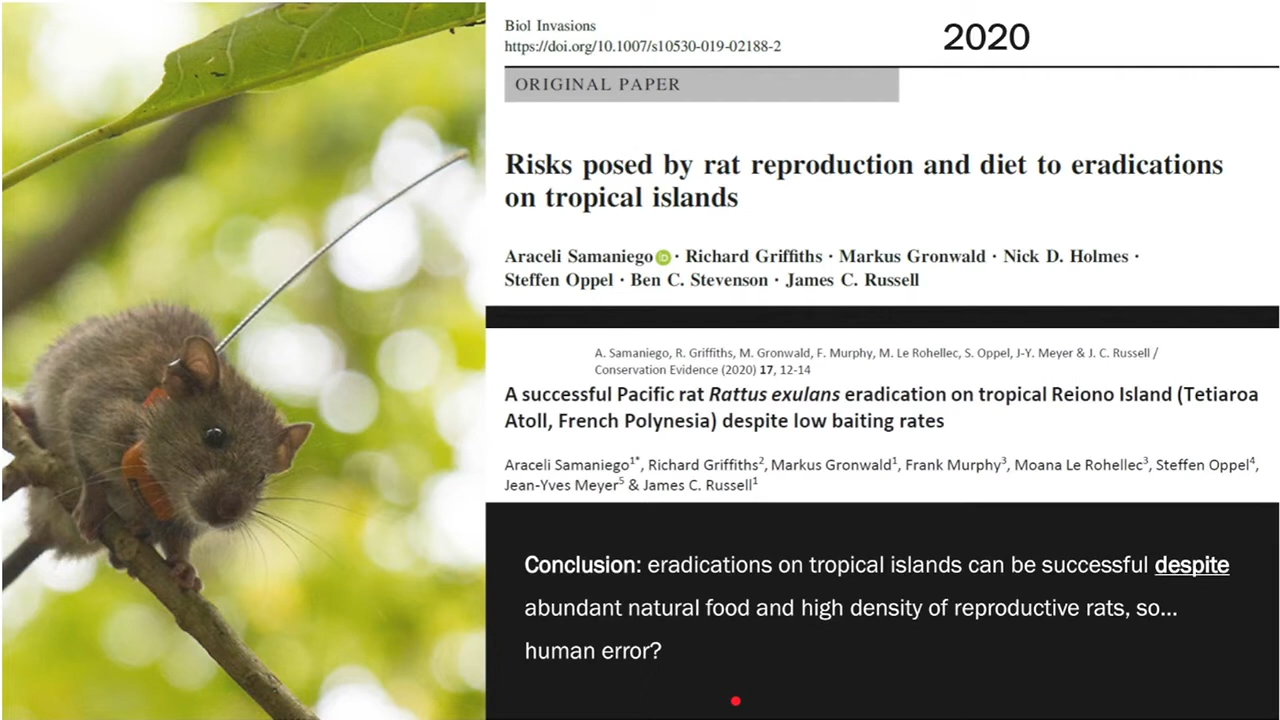 Biol Invasions
https://doi.org/10.1007/s10530-019-02188-2
2020
ORIGINAL PAPER
Risks posed by rat reproduction and diet to eradications
on tropical islands
Araceli Samaniego iD · Richard Griffiths · Markus Gronwald · Nick D. Holmes ·
Steffen Oppel · Ben C. Stevenson · James C. Russell
A. Samaniego, R. Griffiths, M. Gronwald, F. Murphy, M. Le Rohellec, S. Oppel, J-Y. Meyer & J. C. Russell /
Conservation Evidence (2020) 17, 12-14
A successful Pacific rat Rattus exulans eradication on tropical Reiono Island (Tetiaroa
Atoll, French Polynesia) despite low baiting rates
Araceli Samaniego1*, Richard Griffiths2, Markus Gronwald1, Frank Murphy3, Moana Le Rohellec3, Steffen Oppel4,
Jean-Yves Meyer5 & James C. Russell1
Conclusion: eradications on tropical islands can be successful despite
abundant natural food and high density of reproductive rats, so...
human error?